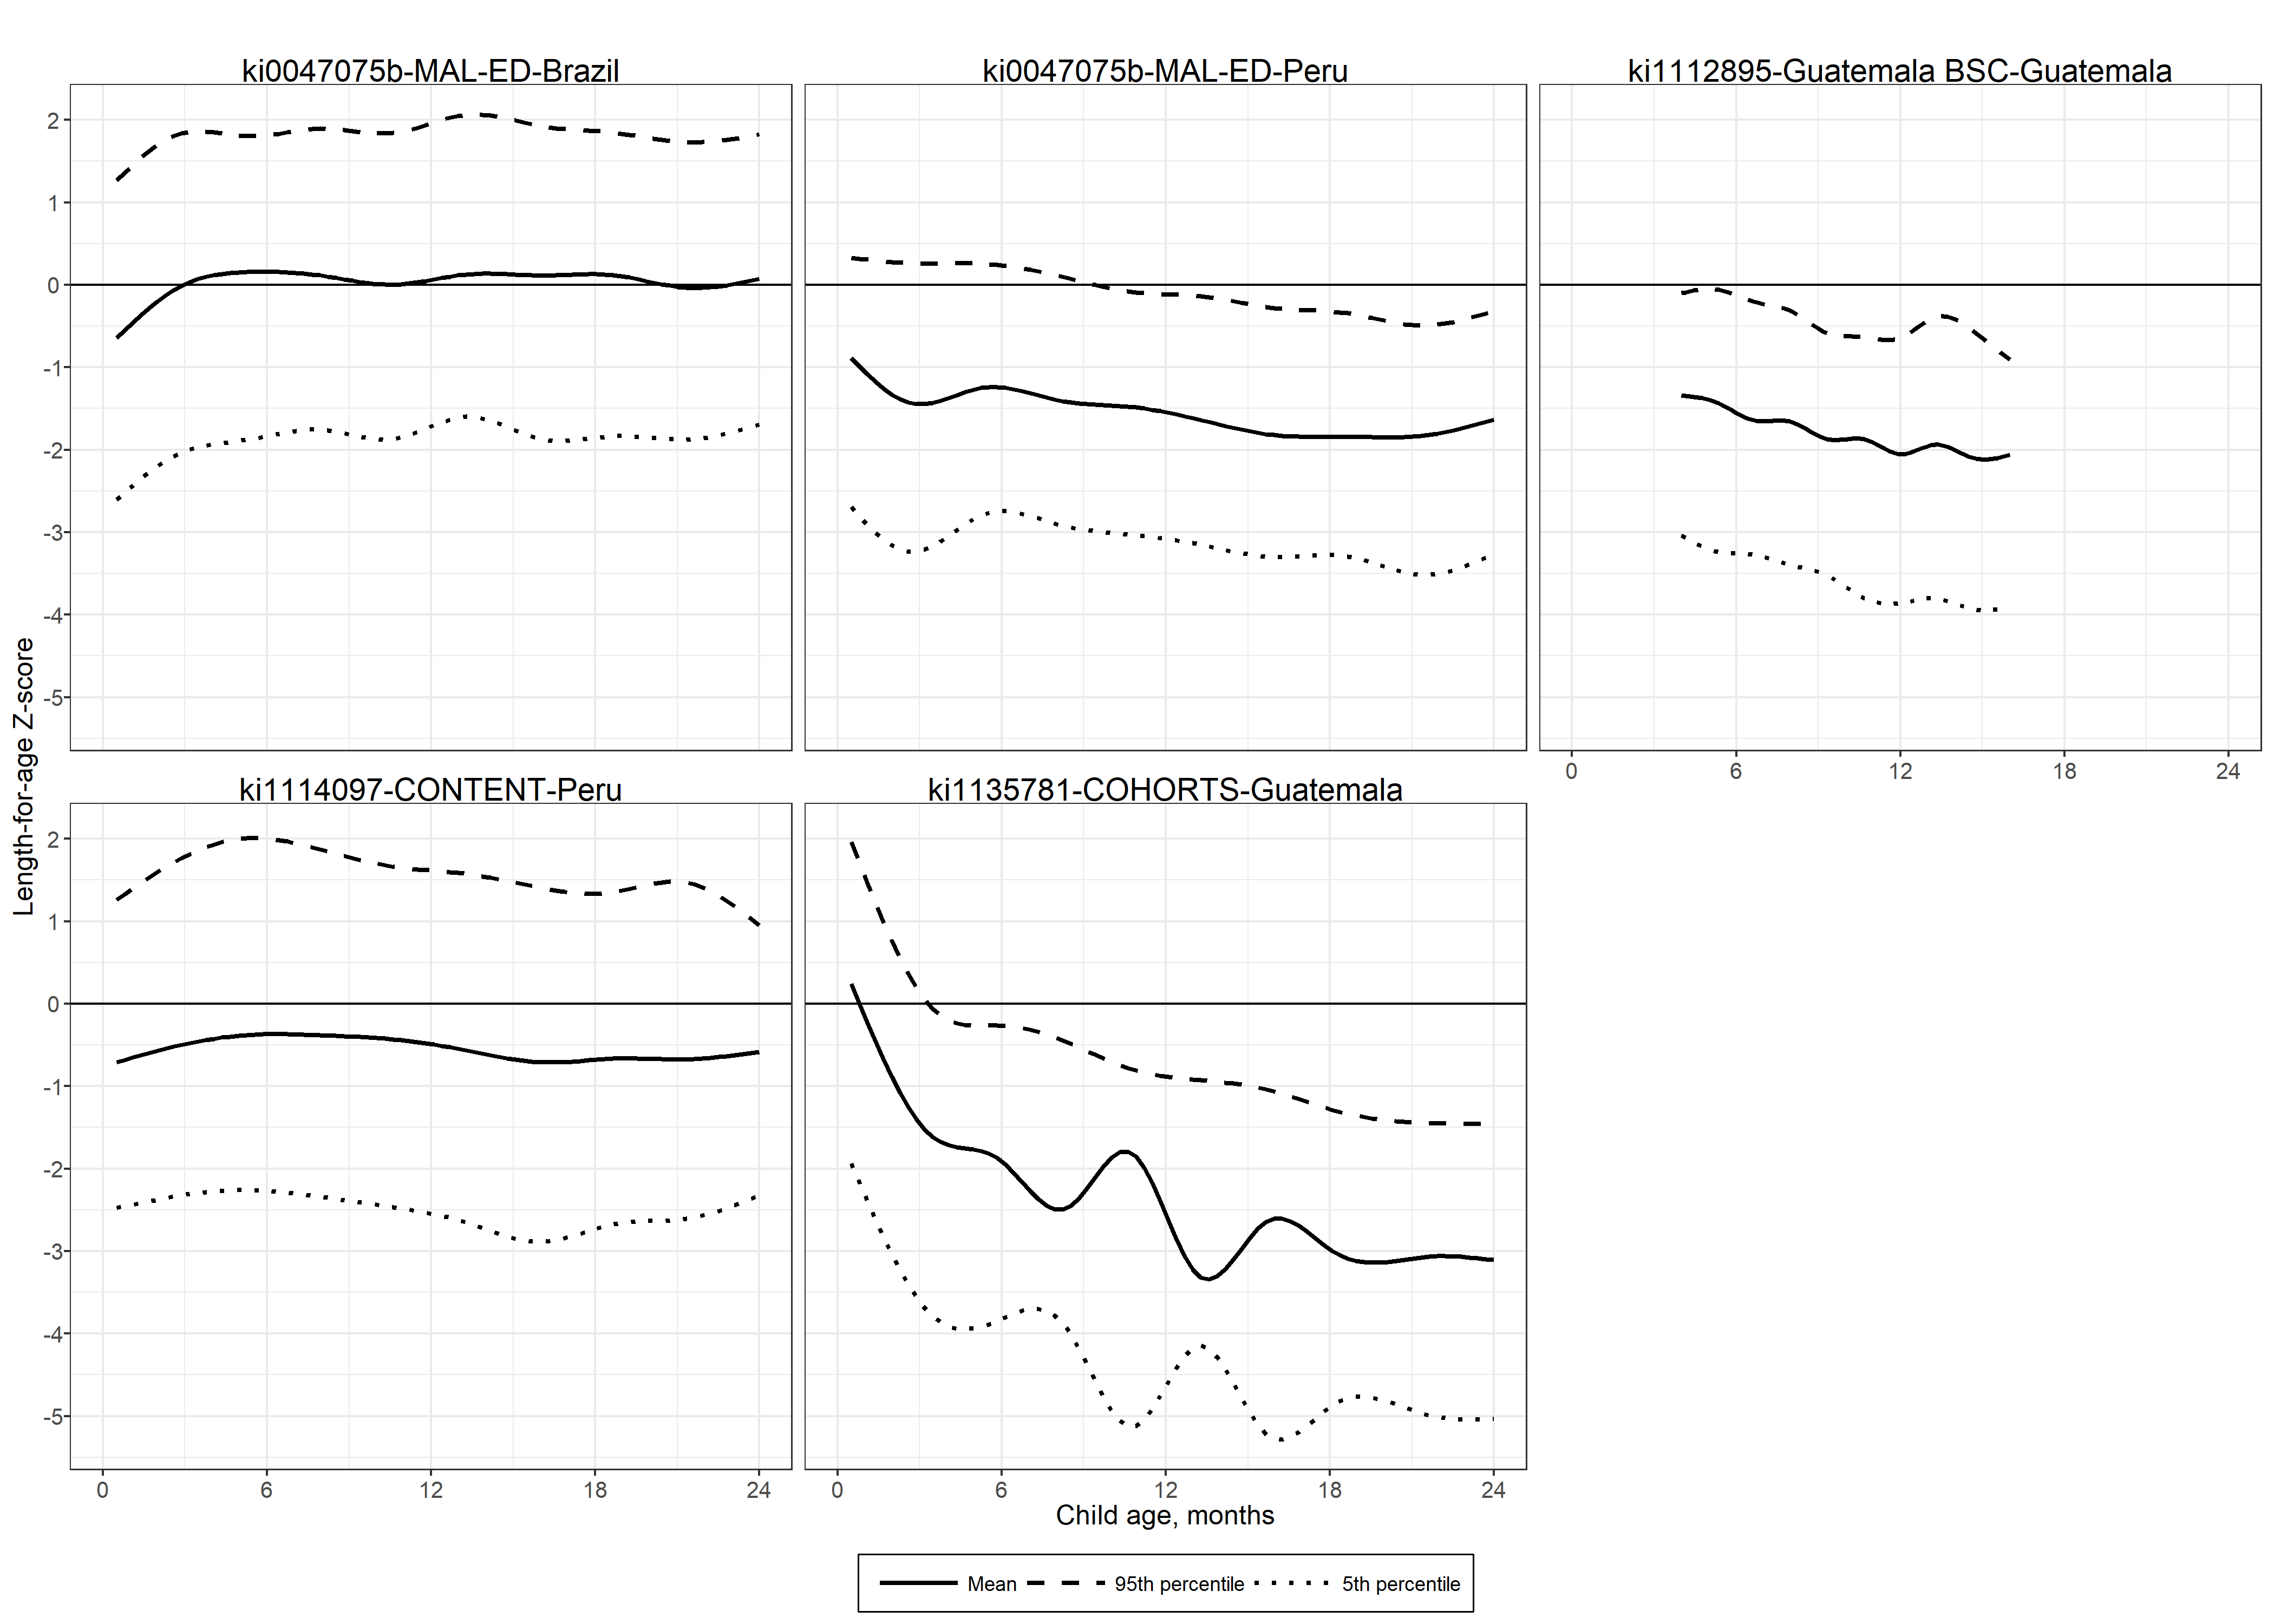 ki0047075b-MAL-ED-Brazil
ki0047075b-MAL-ED-Peru
ki1112895-Guatemala BSC-Guatemala
2
1
0
-1
-2
-3
-4
-5
0 6 12 18 24
Length-for-age Z-score
ki1114097-CONTENT-Peru
ki1135781-COHORTS-Guatemala
2
1
0
-1
-2
-3
-4
-5
0 6 12 18 24
0 6 12 18 24
Child age, months
Mean 95th percentile 5th percentile